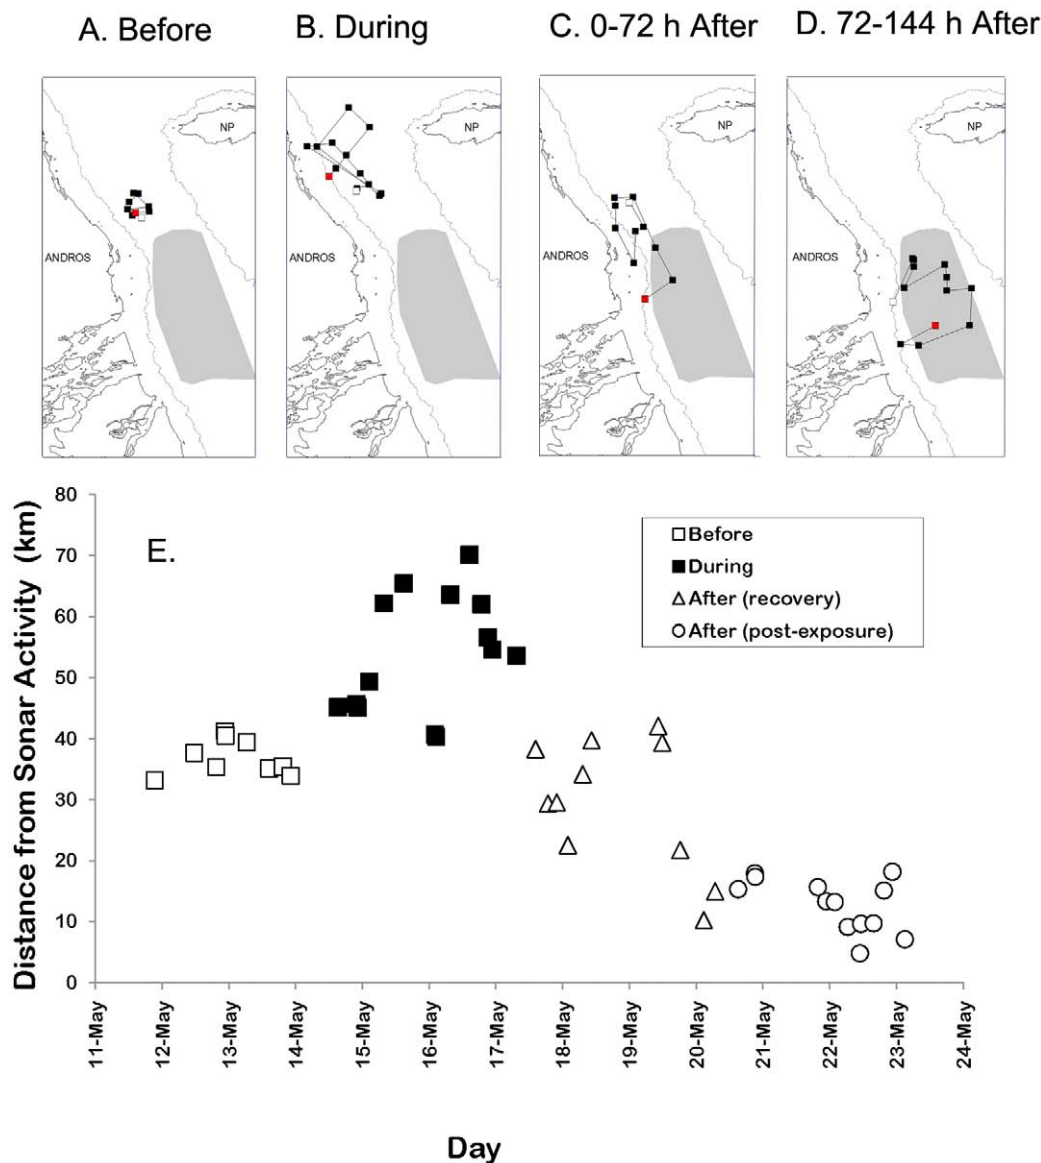 A. Before
B. During
C. 0-72 h After
D. 72-144 h After
NP
ANDROS
NP
ANDROS
NP
ANDROS
NP
ANDROS
Distance from Sonar Activity (km)
80
70
60
50
40
30
20
10
0
E.
Before
During
After (recovery)
After (post-exposure)
11-May
12-May
13-May
14-May
15-May
16-May
17-May
18-May
19-May
20-May
21-May
22-May
23-May
24-May
Day